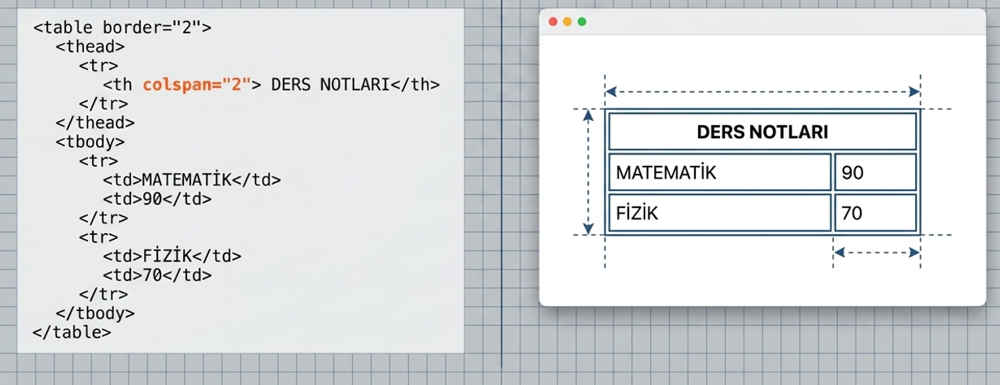 <table border="2">
<thead>
<tr>
<th colspan="2"> DERS NOTLARI</th>
</tr>
</thead>
<tbody>
<tr>
<td>MATEMATİK</td>
<td>90</td>
</tr>
<tr>
<td>FİZİK</td>
<td>70</td>
</tr>
</tbody>
</table>
DERS NOTLARI
MATEMATİK 90
FİZİK 70